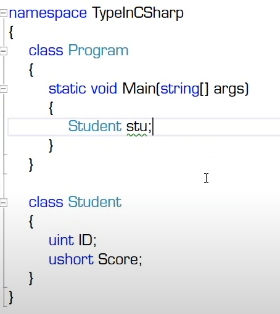 namespace TypeInCSharp
{
class Program
{
static void Main(string[] args)
{
Student stu;
}
}
class Student
{
uint ID;
ushort Score;
}
}